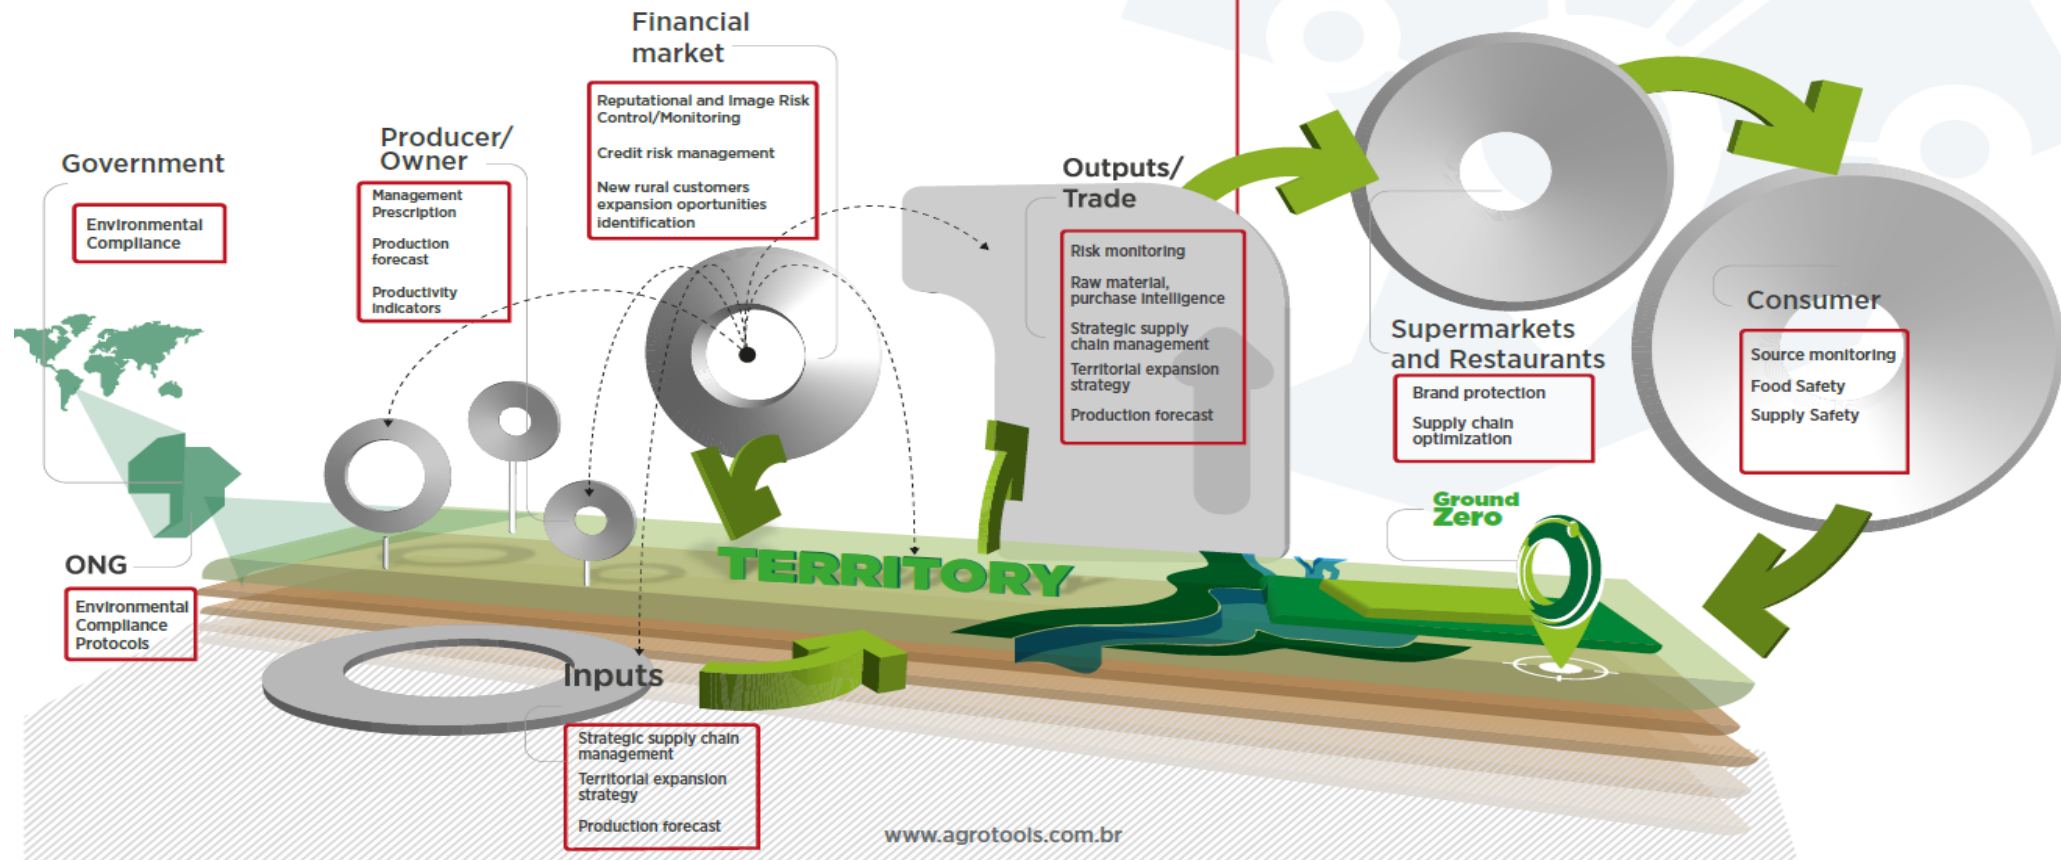 Financial
market
Reputational and Image Risk
Control/Monitoring
Credit risk management
New rural customers
expansion oportunities
identification
Producer/
Owner
Management
Prescription
Production
forecast
Productivity
Indicators
Government
Environmental
Compliance
ONG
Environmental
Compliance
Protocols
Outputs/
Trade
Risk monitoring
Raw material,
purchase intelligence
Strategic supply
chain management
Territorial expansion
strategy
Production forecast
Supermarkets
and Restaurants
Brand protection
Supply chain
optimization
Consumer
Source monitoring
Food Safety
Supply Safety
Ground
Zero
TERRITORY
Inputs
Strategic supply chain
management
Territorial expansion
strategy
Production forecast
www.agrotools.com.br